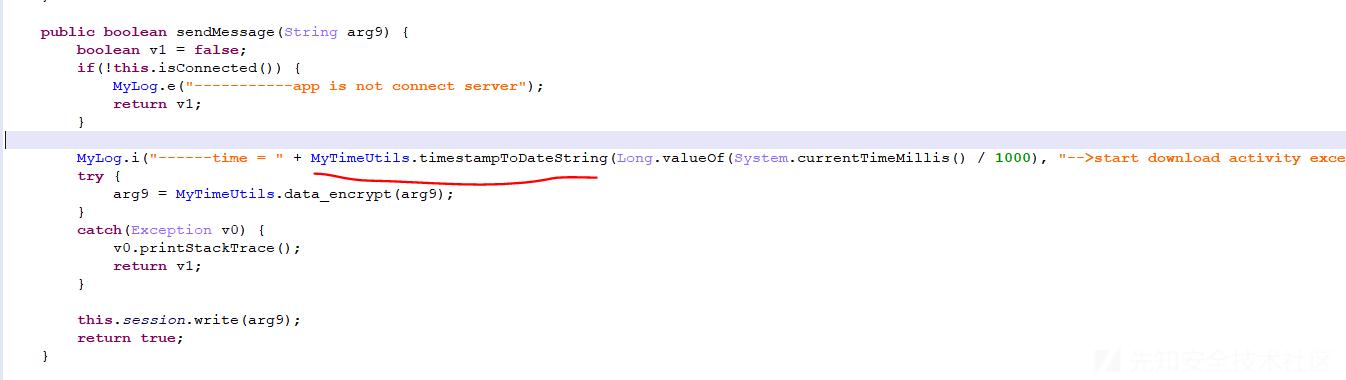 public boolean sendMessage(String arg9) {
boolean v1 = false;
if(!this.isConnected()) {
MyLog.e("-----------app is not connect server");
return v1;
}
MyLog.i("------time = " + MyTimeUtils.timestampToDateString(Long.valueOf(System.currentTimeMillis() / 1000), "-->start download activity exce
try {
arg9 = MyTimeUtils.data_encrypt(arg9);
}
catch(Exception v0) {
v0.printStackTrace();
return v1;
}
this.session.write(arg9);
return true;
}
先知安全技术社区